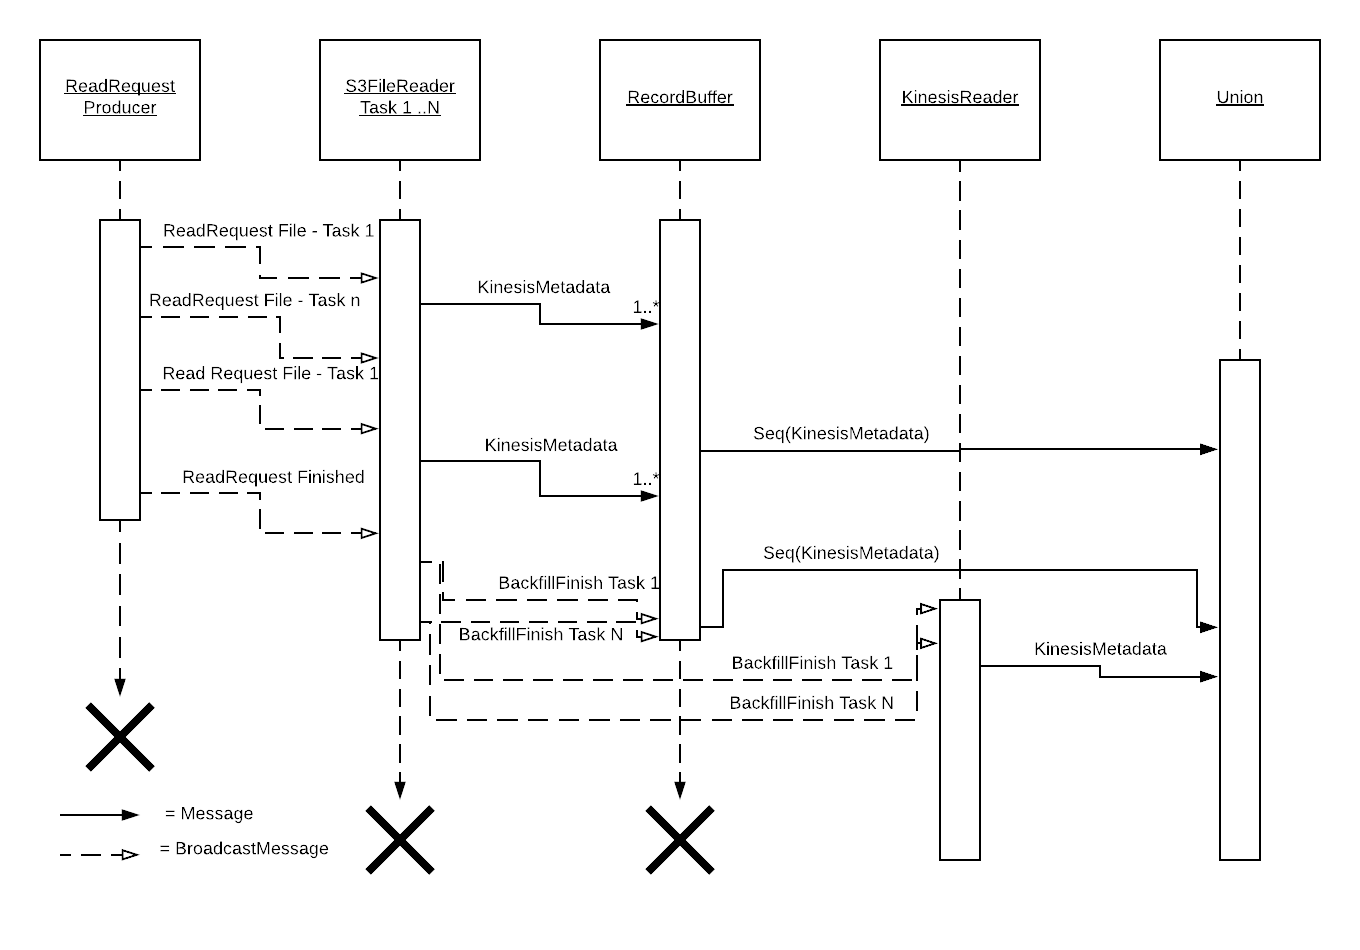 ReadRequest
Producer
S3FileReader
Task 1 ..N
RecordBuffer
KinesisReader
Union
ReadRequest File - Task 1
KinesisMetadata
ReadRequest File - Task n
1..*
Read Request File - Task 1
Seq(KinesisMetadata)
KinesisMetadata
ReadRequest Finished
1..*
Seq(KinesisMetadata)
BackfillFinish Task 1
BackfillFinish Task N
KinesisMetadata
BackfillFinish Task 1
BackfillFinish Task N
= Message
= BroadcastMessage